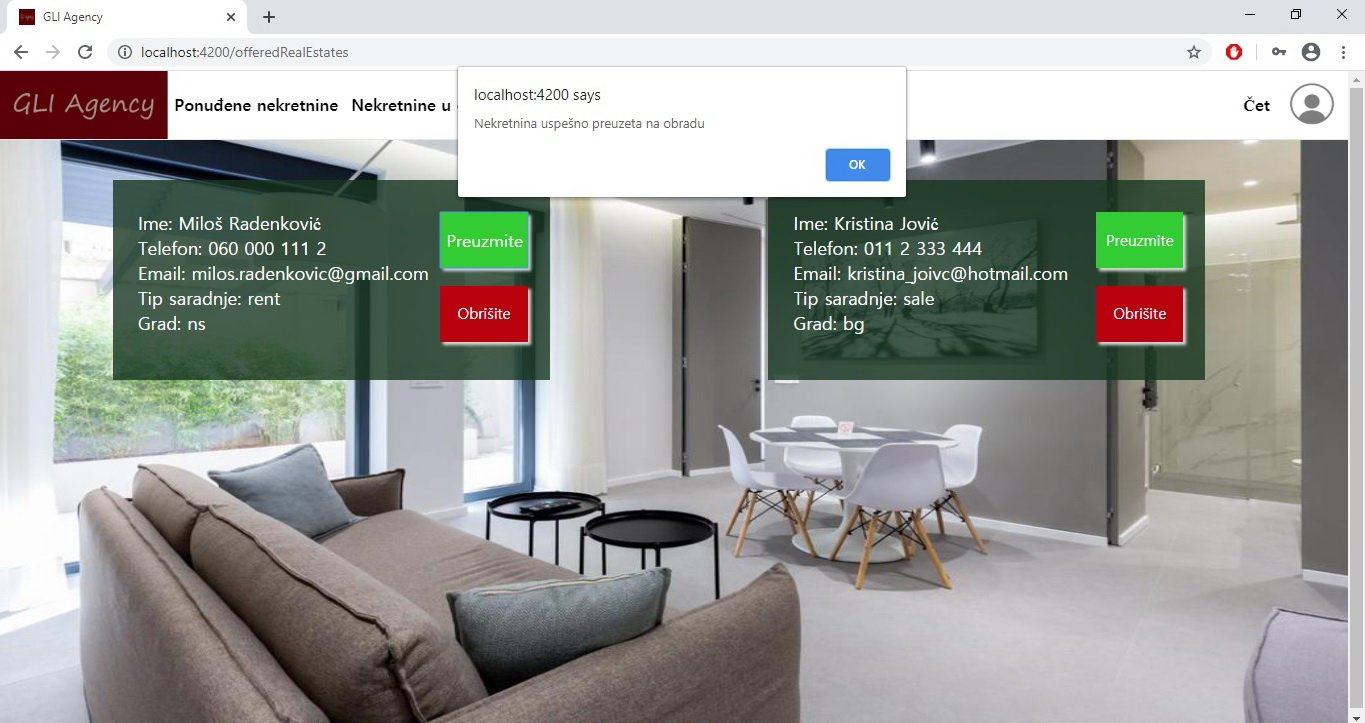 GLI Agency
localhost:4200/offeredRealEstates
GLI Agency
Ponuđene nekretnine
Nekretnine u
Čet
localhost:4200 says
Nekretnina uspešno preuzeta na obradu
OK
Ime: Miloš Radenković
Telefon: 060 000 111 2
Email: milos.radenkovic@gmail.com
Tip saradnje: rent
Grad: ns
Preuzmite
Obrišite
Ime: Kristina Jović
Telefon: 011 2 333 444
Email: kristina_joivc@hotmail.com
Tip saradnje: sale
Grad: bg
Preuzmite
Obrišite